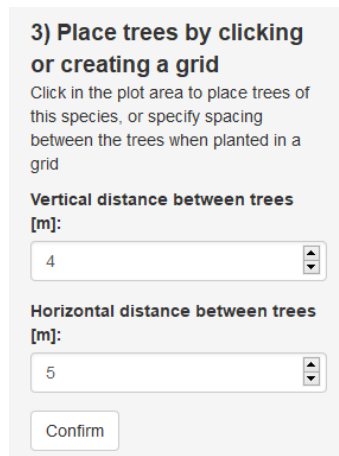 3) Place trees by clicking
or creating a grid
Click in the plot area to place trees of
this species, or specify spacing
between the trees when planted in a
grid
Vertical distance between trees
[m]:
4
Horizontal distance between trees
[m]:
5
Confirm